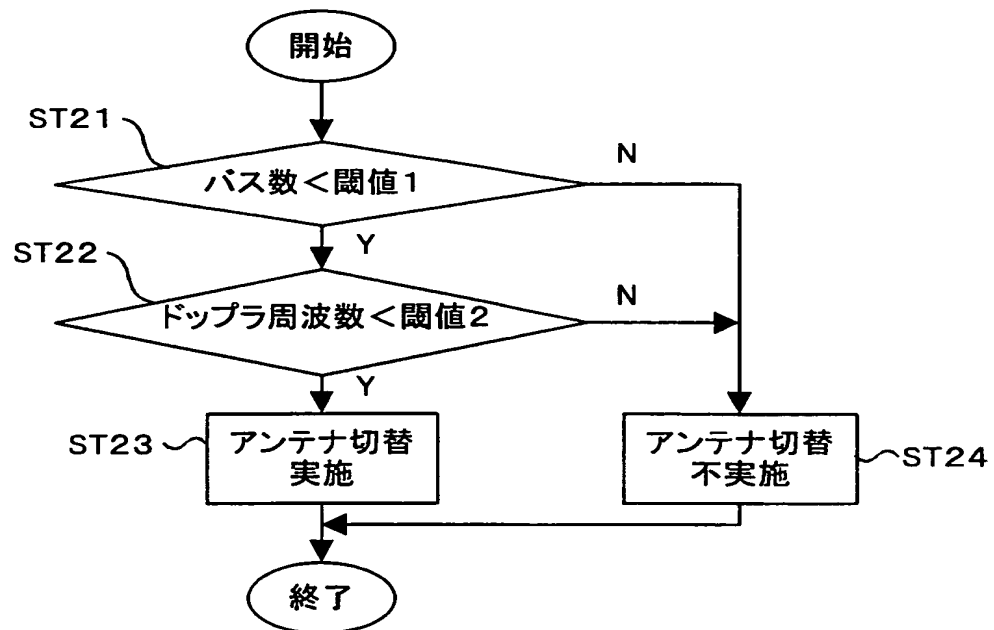 開始
ST21
バス数＜閾値1
N
Y
ST22
ドップラ周波数＜閾値2
N
Y
ST23
アンテナ切替
実施
アンテナ切替
不実施
ST24
終了